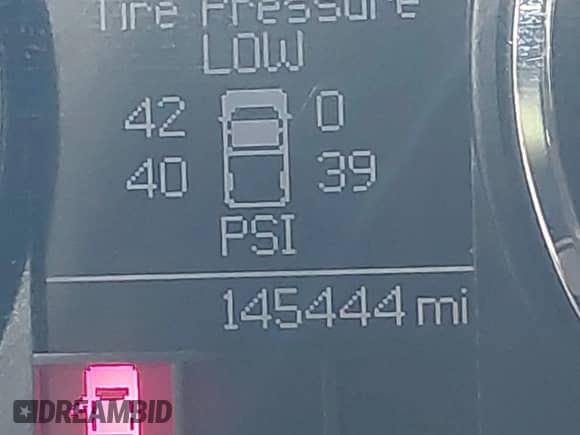 Tire Pressure
LOW
42 0
40 39
PSI
145444 mi
DREAMBID